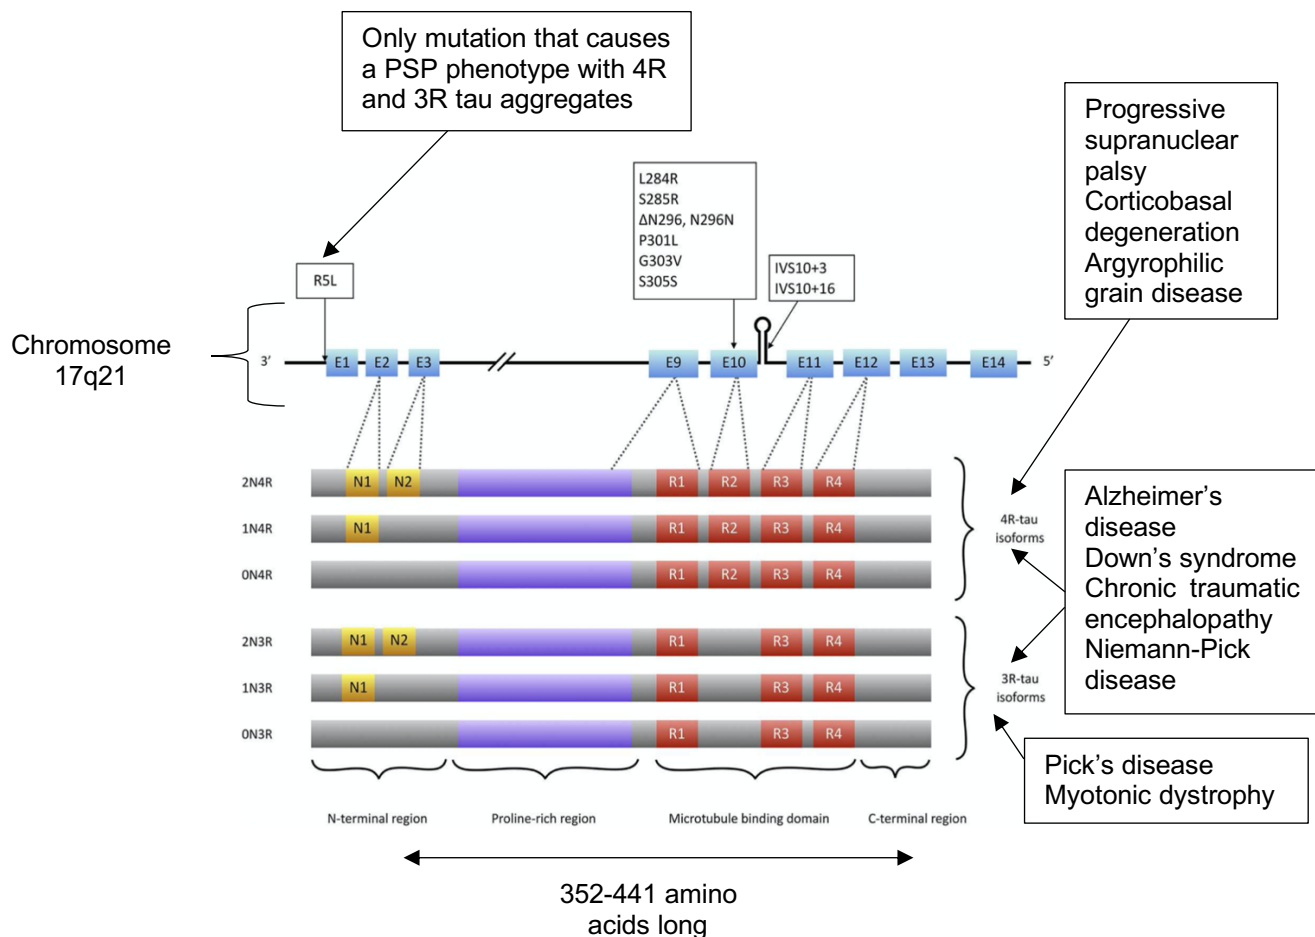 Only mutation that causes
a PSP phenotype with 4R
and 3R tau aggregates
Progressive
supranuclear
palsy
Corticobasal
degeneration
Argyrophilic
grain disease
L284R
S285R
ΔN296, N296N
P301L
G303V
S305S
IVS10+3
IVS10+16
R5L
Chromosome
17q21
3’ E1 E2 E3 E9 E10 E11 E12 E13 E14 5’
2N4R N1 N2 R1 R2 R3 R4
1N4R N1 R1 R2 R3 R4
0N4R R1 R2 R3 R4
4R-tau
isoforms
Alzheimer’s
disease
Down’s syndrome
Chronic traumatic
encephalopathy
Niemann-Pick
disease
2N3R N1 N2 R1 R3 R4
1N3R N1 R1 R3 R4
0N3R R1 R3 R4
3R-tau
isoforms
Pick’s disease
Myotonic dystrophy
N-terminal region Proline-rich region Microtubule binding domain C-terminal region
352-441 amino
acids long